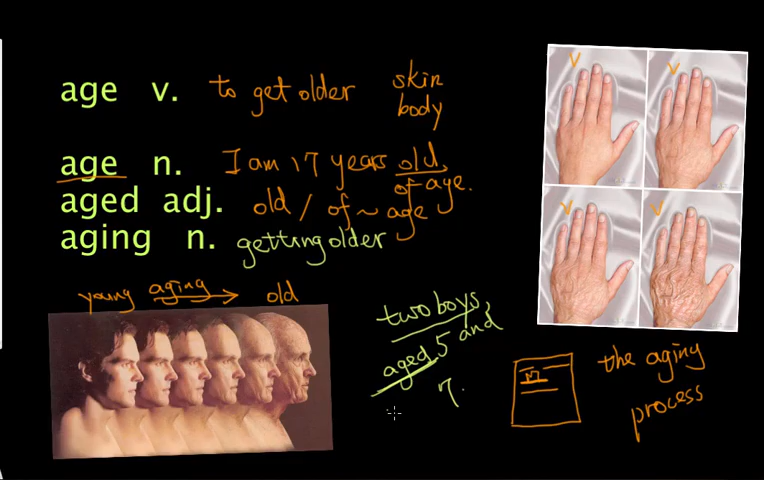 age v. to get older
skin
body
age n. I am 17 years old,
of age.
aged adj. old / of ~ age
aging n. getting older
young aging old
two boys,
aged 5 and
7.
17
the aging
process
V
V
V
V